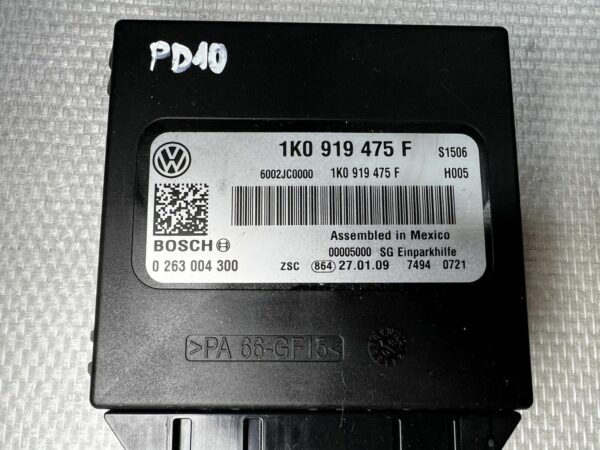 PD10
1K0 919 475 F S1506
6002JC0000 1K0 919 475 F H005
Assembled in Mexico
BOSCH 00005000 SG Einparkhilfe
0 263 004 300 ZSC 864 27.01.09 7494 0721
>PA 66-GF15<